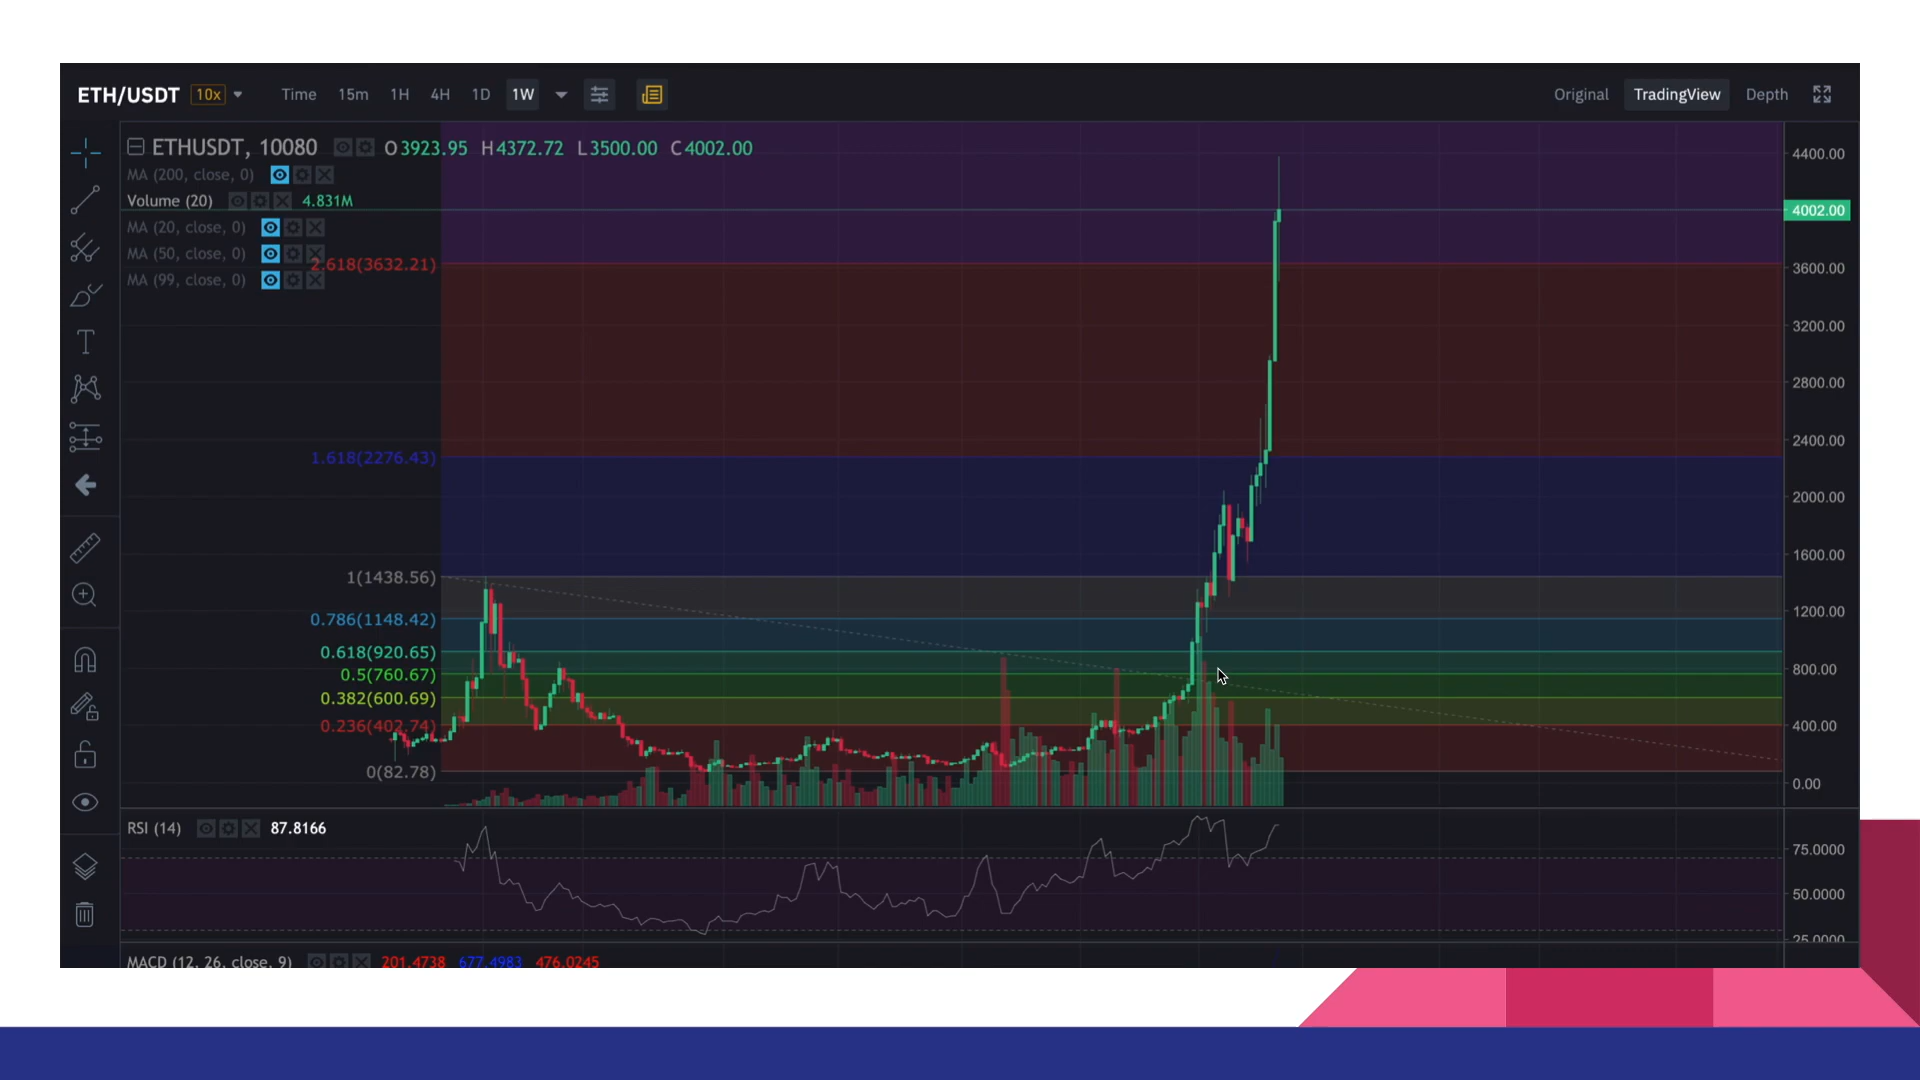 ETH/USDT 10x Time 15m 1H 4H 1D 1W Original TradingView Depth
ETHUSDT, 10080 O3923.95 H4372.72 L3500.00 C4002.00
MA (200, close, 0)
Volume (20) 4.831M
MA (20, close, 0)
MA (50, close, 0)
MA (99, close, 0)
2.618(3632.21)
1.618(2276.43)
1(1438.56)
0.786(1148.42)
0.618(920.65)
0.5(760.67)
0.382(600.69)
0.236(402.74)
0(82.78)
4400.00
4002.00
3600.00
3200.00
2800.00
2400.00
2000.00
1600.00
1200.00
800.00
400.00
0.00
RSI (14) 87.8166
75.0000
50.0000
25.0000
MACD (12, 26, close, 9) 201.4738 677.4983 476.0245